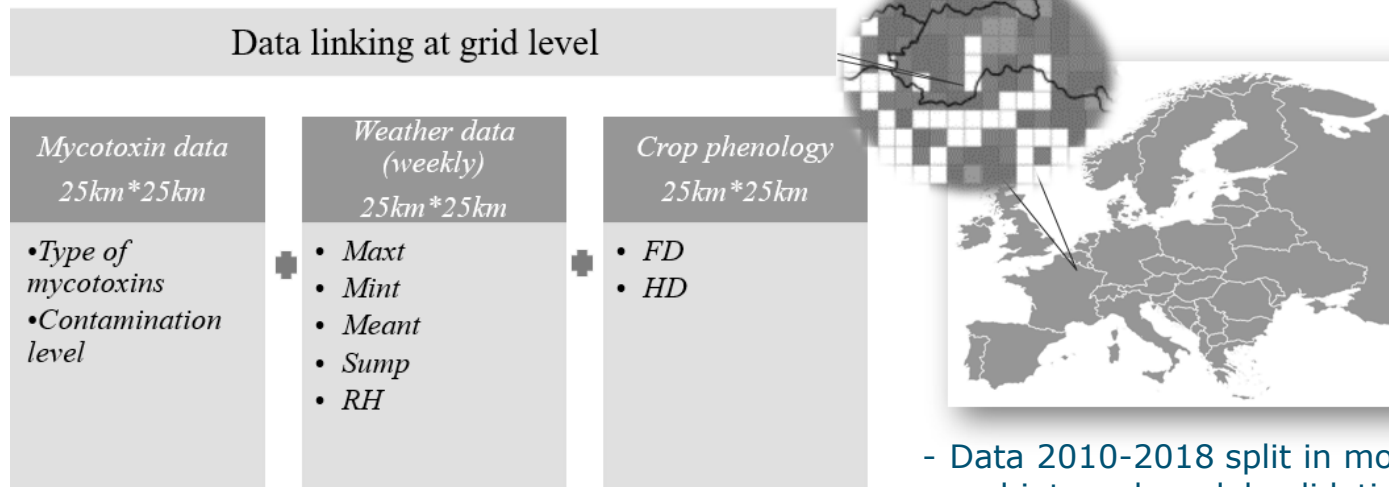 Data linking at grid level
Mycotoxin data
25km*25km
•Type of
mycotoxins
•Contamination
level
Weather data
(weekly)
25km*25km
• Maxt
• Mint
• Meant
• Sump
• RH
Crop phenology
25km*25km
• FD
• HD
- Data 2010-2018 split in mo